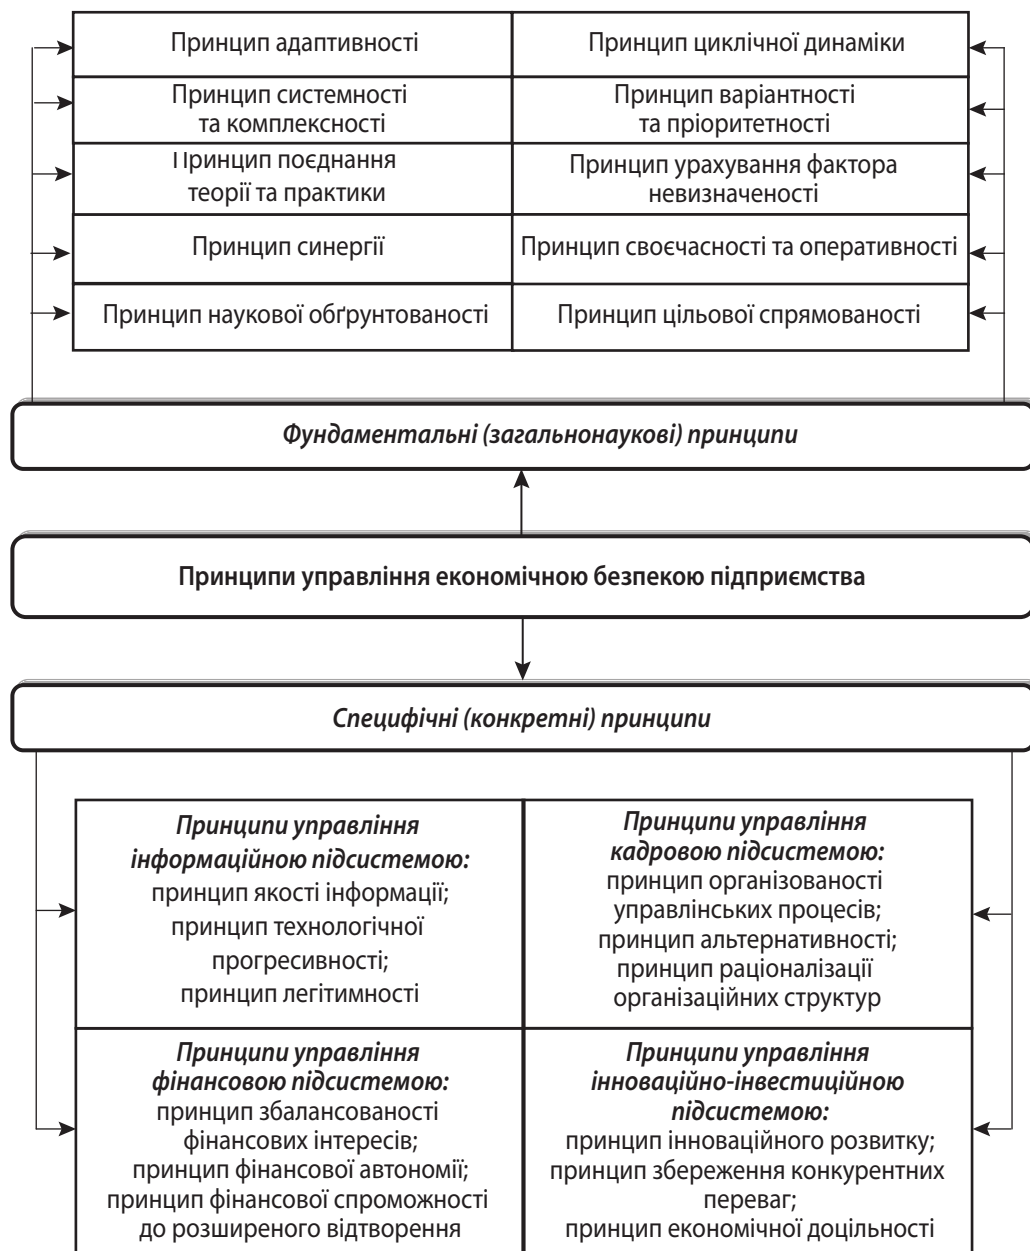 Принцип адаптивності
Принцип циклічної динаміки
Принцип системності
та комплексності
Принцип варіантності
та пріоритетності
Принцип поєднання
теорії та практики
Принцип урахування фактора
невизначеності
Принцип синергії
Принцип своєчасності та оперативності
Принцип наукової обґрунтованості
Принцип цільової спрямованості
Фундаментальні (загальнонаукові) принципи
Принципи управління економічною безпекою підприємства
Специфічні (конкретні) принципи
Принципи управління
інформаційною підсистемою:
принцип якості інформації;
принцип технологічної
прогресивності;
принцип легітимності
Принципи управління
кадровою підсистемою:
принцип організованості
управлінських процесів;
принцип альтернативності;
принцип раціоналізації
організаційних структур
Принципи управління
фінансовою підсистемою:
принцип збалансованості
фінансових інтересів;
принцип фінансової автономії;
принцип фінансової спроможності
до розширеного відтворення
Принципи управління
інноваційно-інвестиційною
підсистемою:
принцип інноваційного розвитку;
принцип збереження конкурентних
переваг;
принцип економічної доцільності